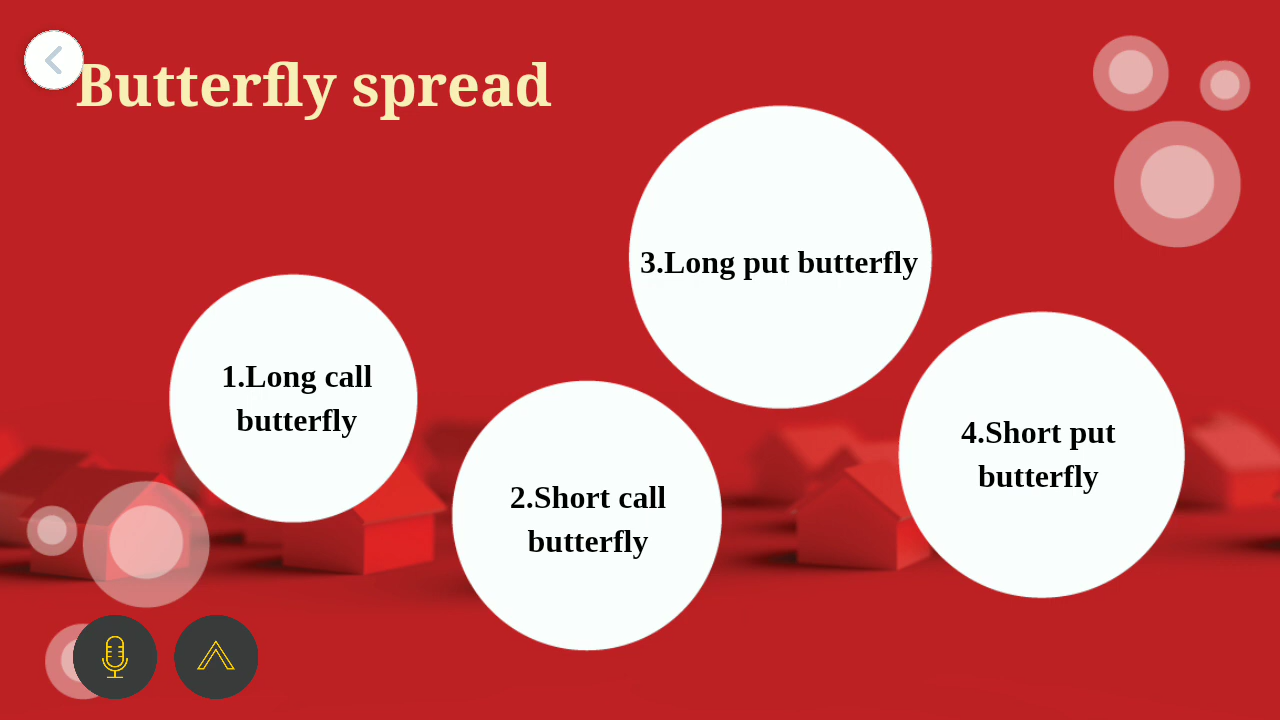 Butterfly spread
1.Long call
butterfly
2.Short call
butterfly
3.Long put butterfly
4.Short put
butterfly